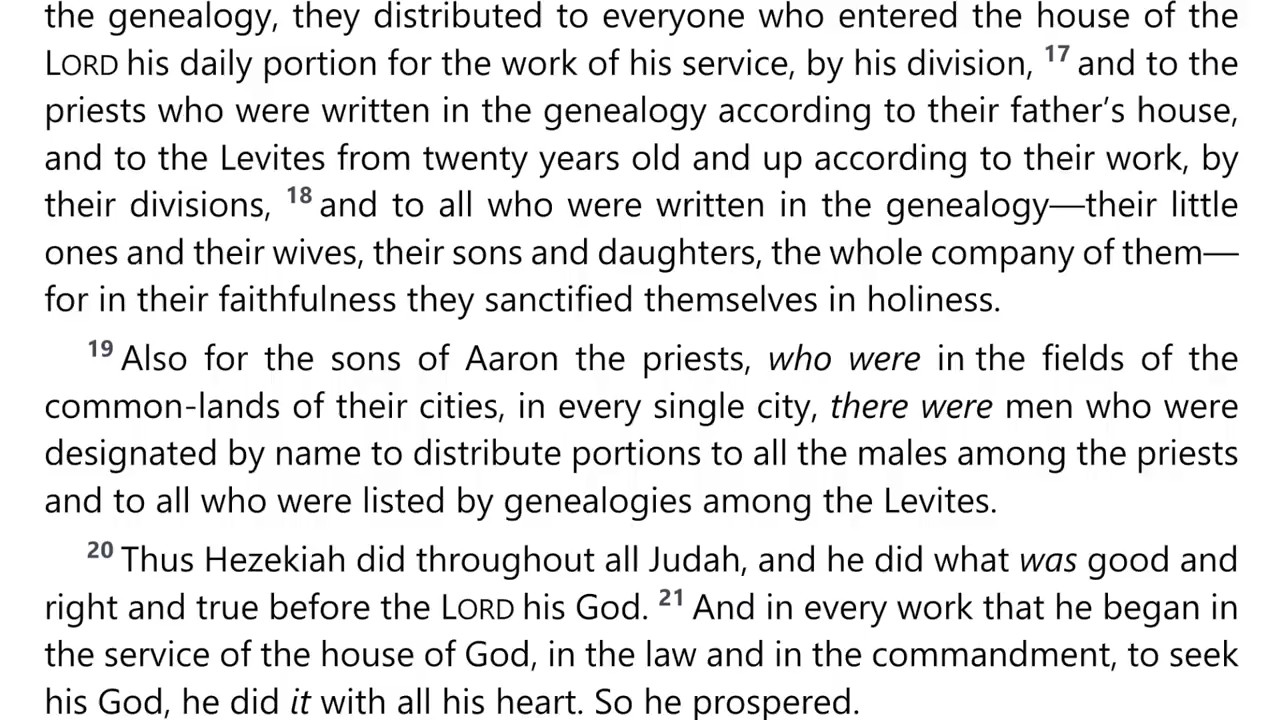 the genealogy, they distributed to everyone who entered the house of the
LORD his daily portion for the work of his service, by his division, 17 and to the
priests who were written in the genealogy according to their father’s house,
and to the Levites from twenty years old and up according to their work, by
their divisions, 18 and to all who were written in the genealogy—their little
ones and their wives, their sons and daughters, the whole company of them—
for in their faithfulness they sanctified themselves in holiness.
19 Also for the sons of Aaron the priests, who were in the fields of the
common-lands of their cities, in every single city, there were men who were
designated by name to distribute portions to all the males among the priests
and to all who were listed by genealogies among the Levites.
20 Thus Hezekiah did throughout all Judah, and he did what was good and
right and true before the LORD his God. 21 And in every work that he began in
the service of the house of God, in the law and in the commandment, to seek
his God, he did it with all his heart. So he prospered.